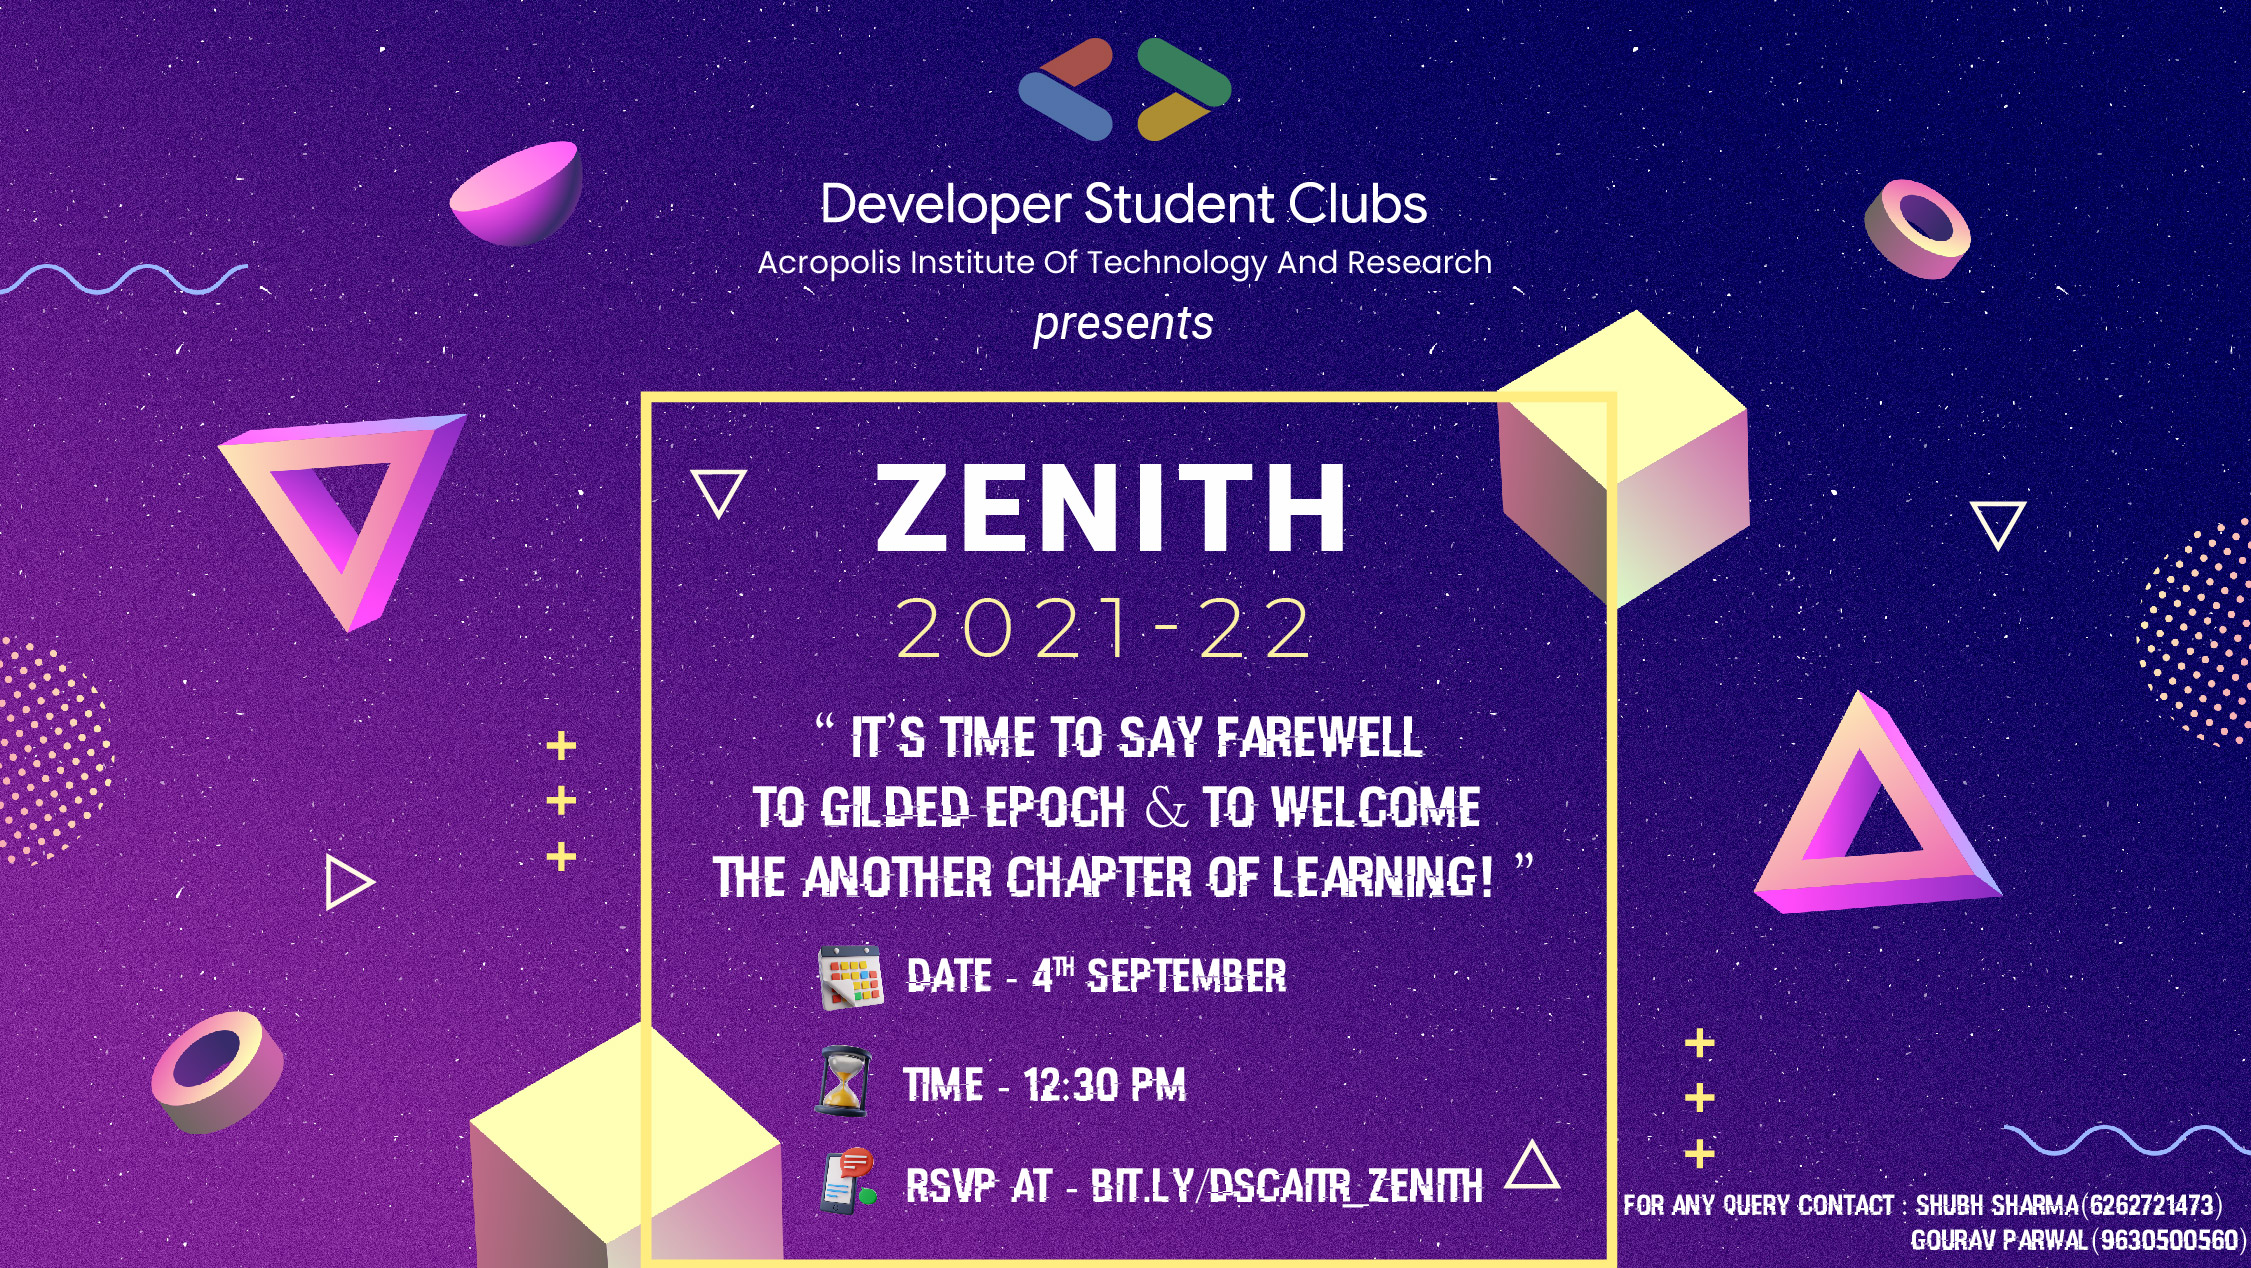 Developer Student Clubs
Acropolis Institute Of Technology And Research
presents
ZENITH
2021-22
“ IT’S TIME TO SAY FAREWELL
TO GILDED EPOCH & TO WELCOME
THE ANOTHER CHAPTER OF LEARNING! ”
DATE - 4TH SEPTEMBER
TIME - 12:30 PM
RSVP AT - BIT.LY/DSCAITR_ZENITH
FOR ANY QUERY CONTACT : SHUBH SHARMA(6262721473)
GOURAV PARWAL(9630500560)